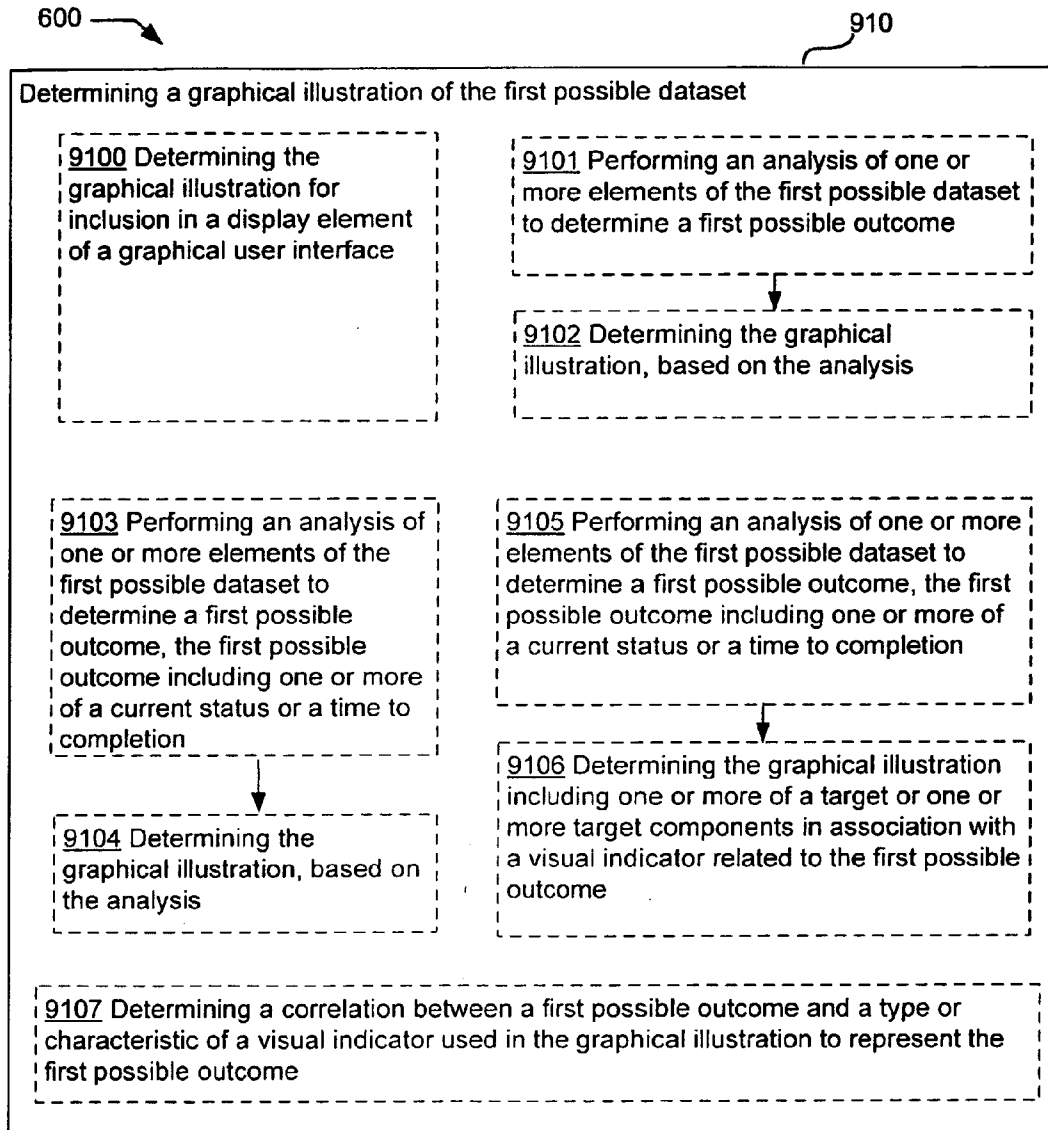 600
910
Determining a graphical illustration of the first possible dataset
9100 Determining the
graphical illustration for
inclusion in a display element
of a graphical user interface
9101 Performing an analysis of one or
more elements of the first possible dataset
to determine a first possible outcome
9102 Determining the graphical
illustration, based on the analysis
9103 Performing an analysis of
one or more elements of the
first possible dataset to
determine a first possible
outcome, the first possible
outcome including one or more
of a current status or a time to
completion
9104 Determining the
graphical illustration, based on
the analysis
9105 Performing an analysis of one or more
elements of the first possible dataset to
determine a first possible outcome, the first
possible outcome including one or more of
a current status or a time to completion
9106 Determining the graphical illustration
including one or more of a target or one or
more target components in association with
a visual indicator related to the first possible
outcome
9107 Determining a correlation between a first possible outcome and a type or
characteristic of a visual indicator used in the graphical illustration to represent the
first possible outcome